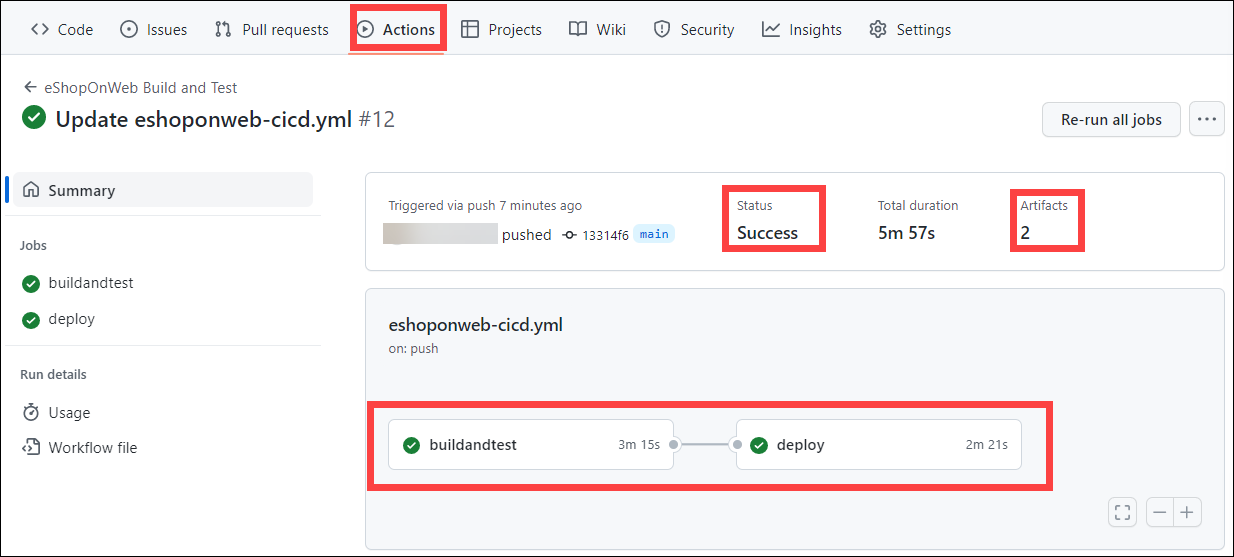 Code Issues Pull requests Actions Projects Wiki Security Insights Settings
eShopOnWeb Build and Test
Update eshoponweb-cicd.yml #12
Re-run all jobs
Summary
Jobs
buildandtest
deploy
Run details
Usage
Workflow file
Triggered via push 7 minutes ago
pushed 13314f6 main
Status
Success
Total duration
5m 57s
Artifacts
2
eshoponweb-cicd.yml
on: push
buildandtest 3m 15s
deploy 2m 21s